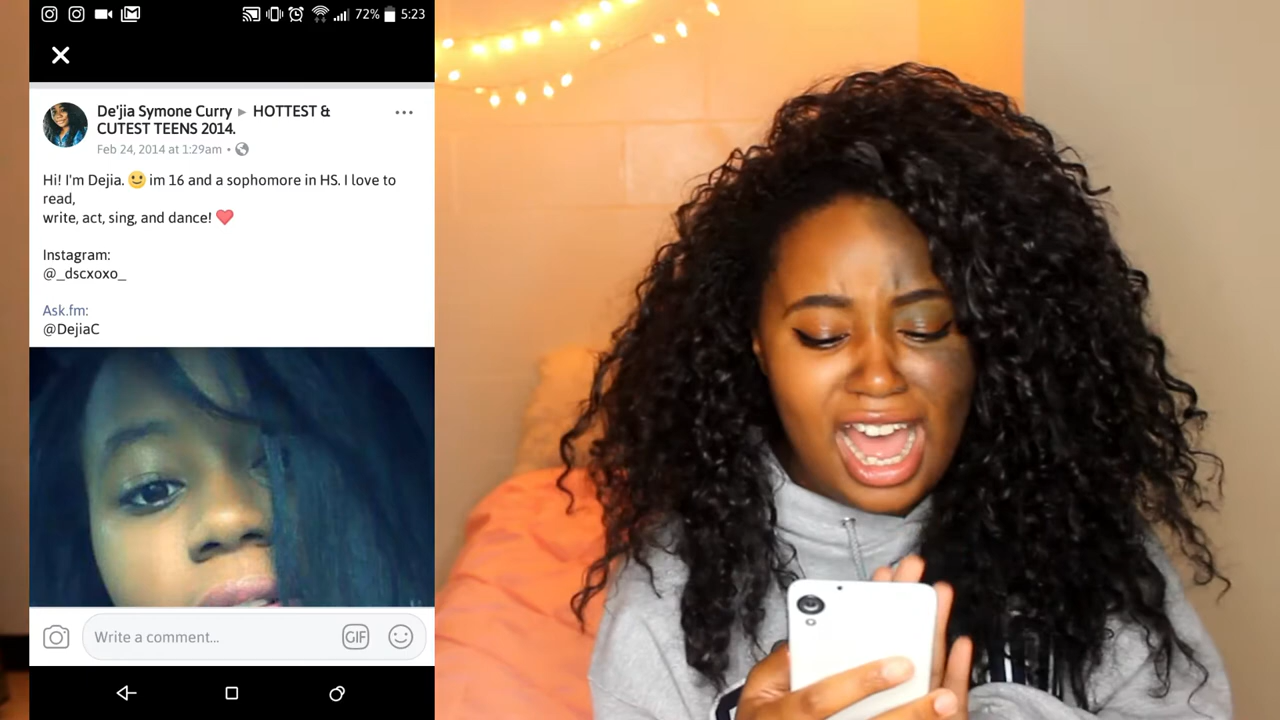 72% 5:23
De'jia Symone Curry ▸ HOTTEST &
CUTEST TEENS 2014.
Feb 24, 2014 at 1:29am •
Hi! I'm Dejia. 🙂 im 16 and a sophomore in HS. I love to
read,
write, act, sing, and dance! ❤️
Instagram:
@_dscxoxo_
Ask.fm:
@DejiaC
Write a comment...
GIF